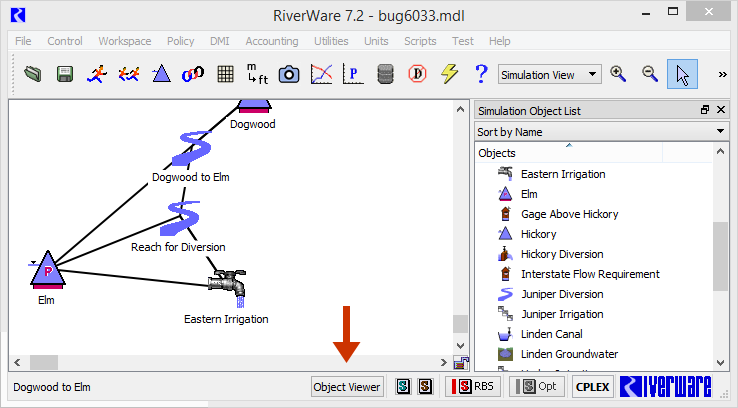 RiverWare 7.2 - bug6033.mdl
File Control Workspace Policy DMI Accounting Utilities Units Scripts Test Help
m
ft
P
D
?
Simulation View
»
Dogwood
Dogwood to Elm
Reach for Diversion
P
Elm
Eastern Irrigation
Simulation Object List
Sort by Name
Objects
Eastern Irrigation
Elm
Gage Above Hickory
Hickory
Hickory Diversion
Interstate Flow Requirement
Juniper Diversion
Juniper Irrigation
Linden Canal
Linden Groundwater
Dogwood to Elm
Object Viewer
S
S
S RBS
S Opt
CPLEX
Riverware